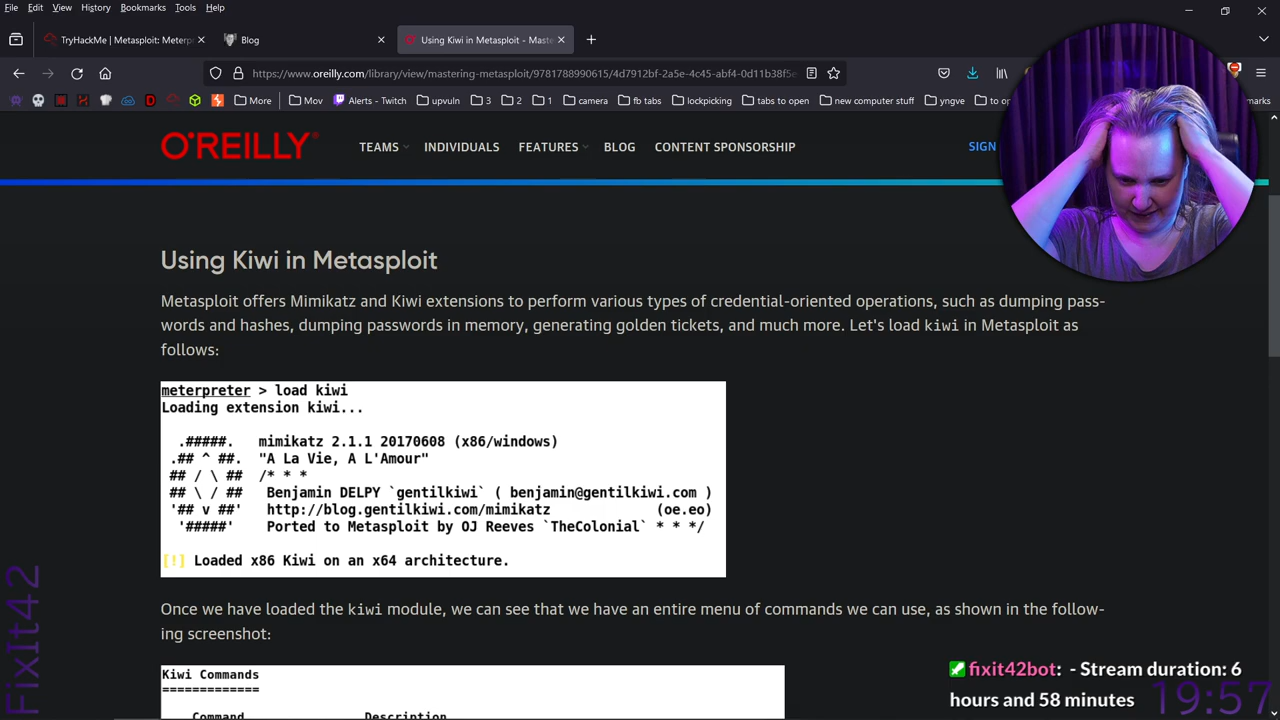 File Edit View History Bookmarks Tools Help
TryHackMe | Metasploit: Meterp
Blog
Using Kiwi in Metasploit - Maste
https://www.oreilly.com/library/view/mastering-metasploit/9781788990615/4d7912bf-2a5e-4c45-abf4-0d11b38f5e
More Mov Alerts - Twitch upvuln 3 2 1 camera fb tabs lockpicking tabs to open new computer stuff yngve to op marks
O'REILLY
TEAMS INDIVIDUALS FEATURES BLOG CONTENT SPONSORSHIP SIGN
Using Kiwi in Metasploit
Metasploit offers Mimikatz and Kiwi extensions to perform various types of credential-oriented operations, such as dumping pass-
words and hashes, dumping passwords in memory, generating golden tickets, and much more. Let's load kiwi in Metasploit as
follows:
meterpreter > load kiwi
Loading extension kiwi...
.#####. mimikatz 2.1.1 20170608 (x86/windows)
.## ^ ##. "A La Vie, A L'Amour"
## / \ ## /* * *
## \ / ## Benjamin DELPY `gentilkiwi` ( benjamin@gentilkiwi.com )
'## v ##' http://blog.gentilkiwi.com/mimikatz (oe.eo)
'#####' Ported to Metasploit by OJ Reeves `TheColonial` * * */
[!] Loaded x86 Kiwi on an x64 architecture.
Once we have loaded the kiwi module, we can see that we have an entire menu of commands we can use, as shown in the follow-
ing screenshot:
Kiwi Commands
=============
Command Description
FixIt42
fixit42bot: - Stream duration: 6
hours and 58 minutes
19:57